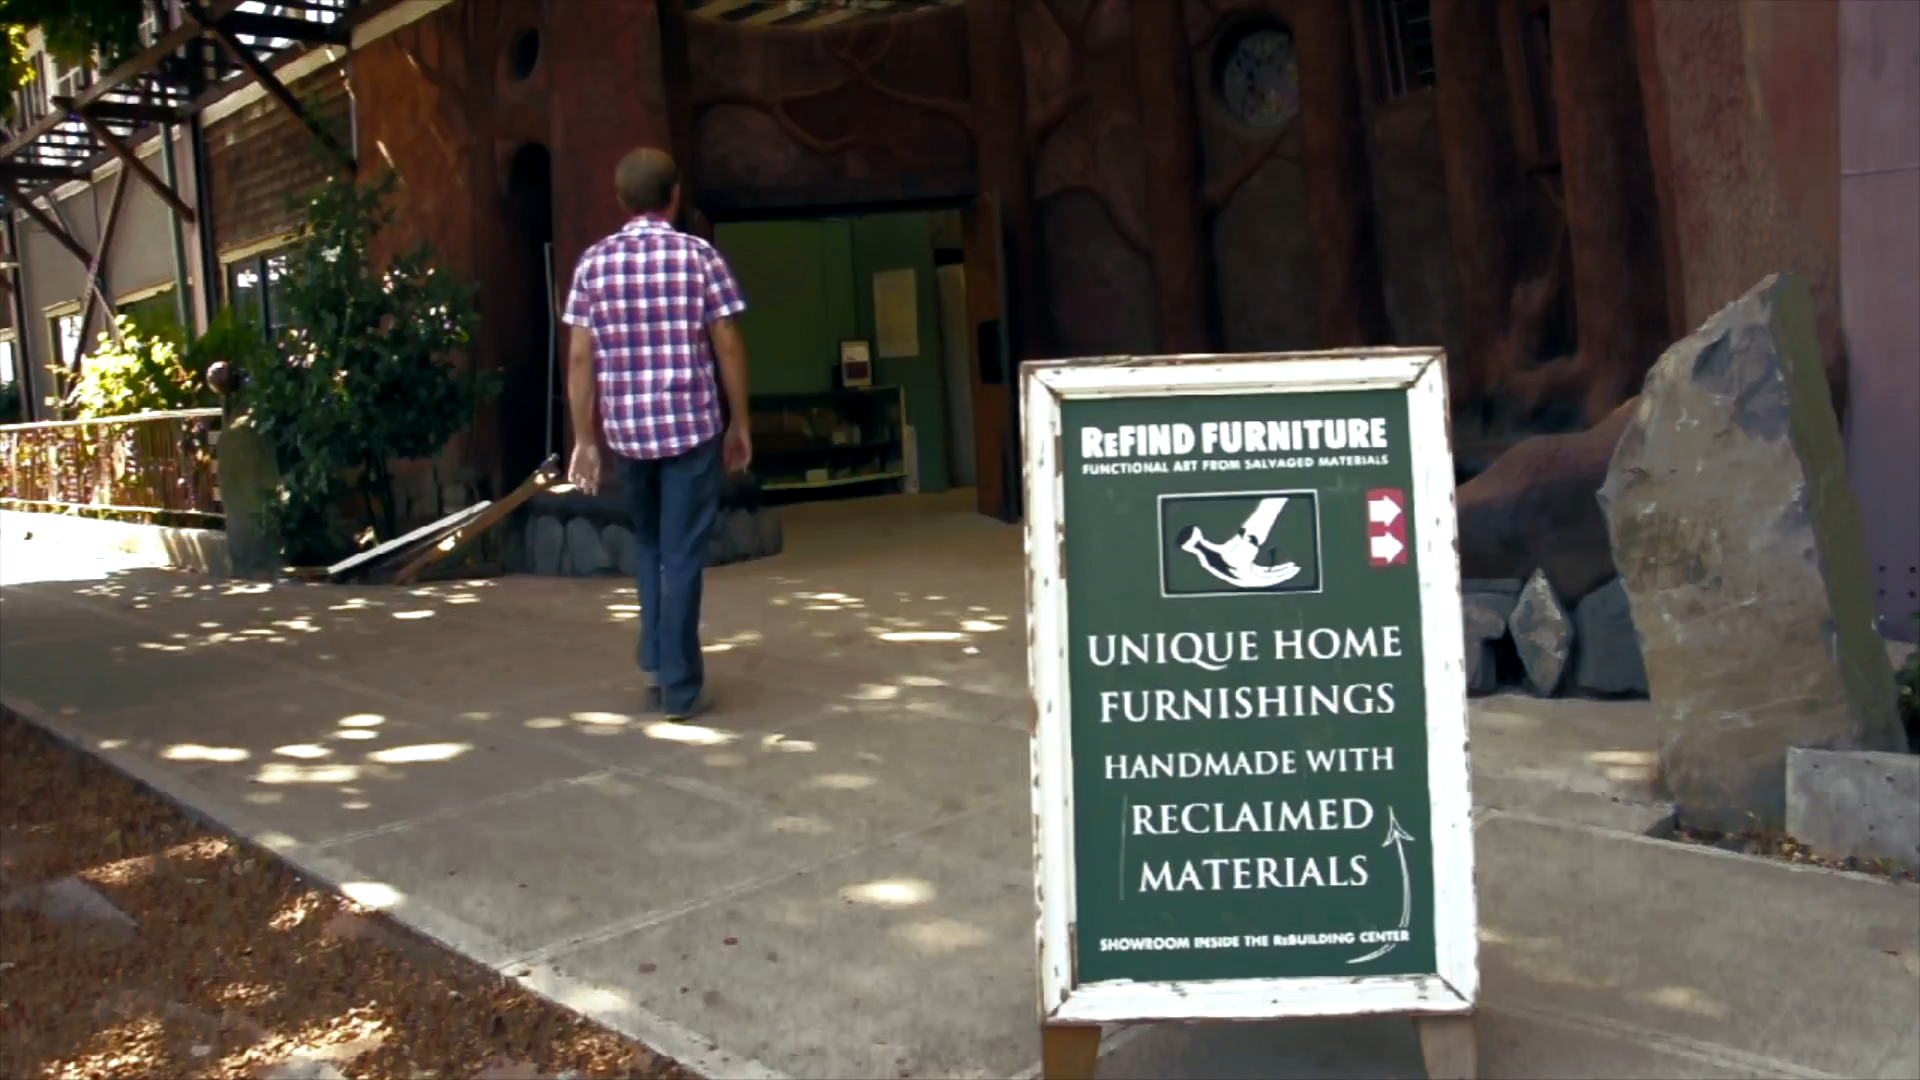 REFIND FURNITURE
FUNCTIONAL ART FROM SALVAGED MATERIALS
UNIQUE HOME
FURNISHINGS
HANDMADE WITH
RECLAIMED
MATERIALS
SHOWROOM INSIDE THE REBUILDING CENTER